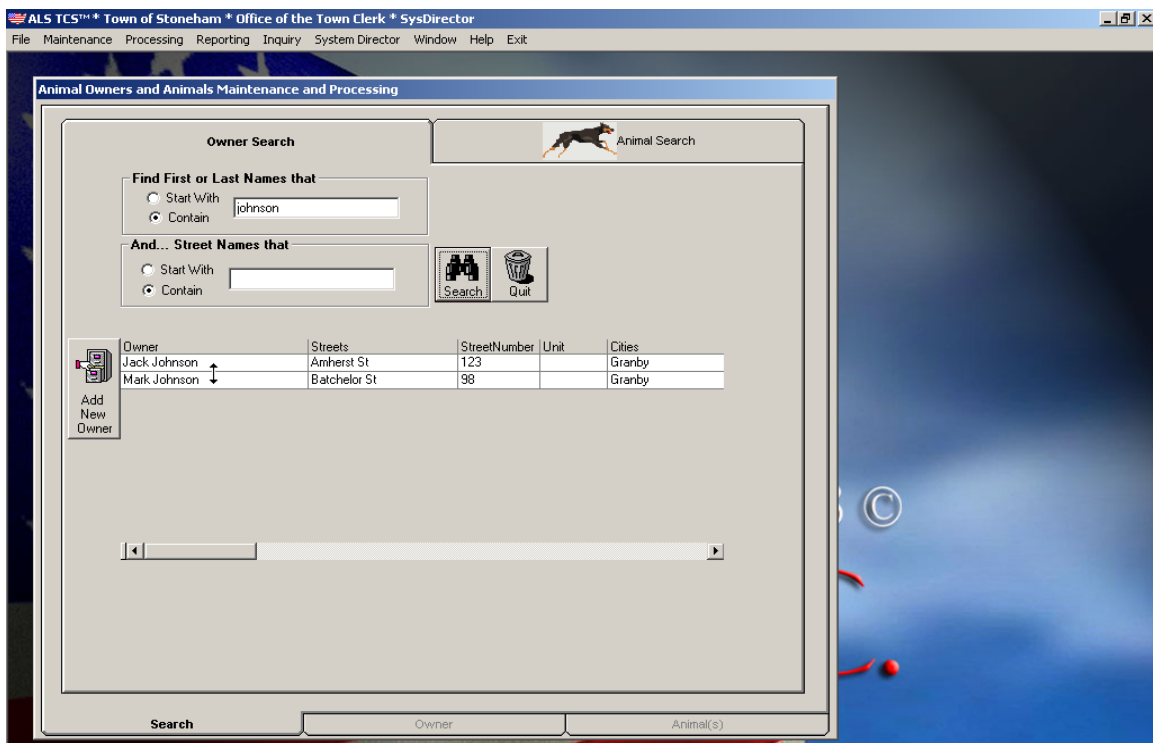 ALS TCS™* Town of Stoneham * Office of the Town Clerk * SysDirector
File Maintenance Processing Reporting Inquiry System Director Window Help Exit
Animal Owners and Animals Maintenance and Processing
Owner Search
Animal Search
Find First or Last Names that
Start With
johnson
Contain
And... Street Names that
Start With
Contain
Search
Quit
Owner Streets StreetNumber Unit Cities
Jack Johnson Amherst St 123 Granby
Mark Johnson Batchelor St 98 Granby
Add
New
Owner
©
Search
Owner
Animal(s)